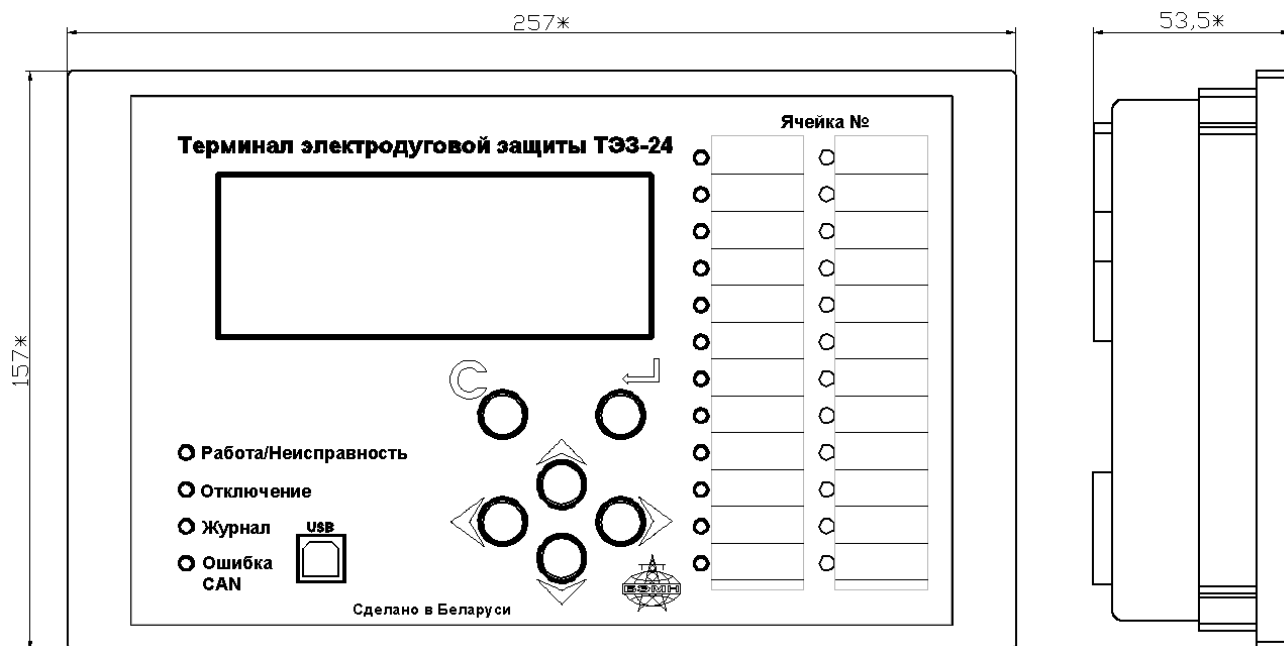 257*
53,5*
157*
Ячейка №
Терминал электродуговой защиты ТЭЗ-24
Работа/Неисправность
Отключение
Журнал
USB
Ошибка
CAN
БЭМН
Сделано в Беларуси